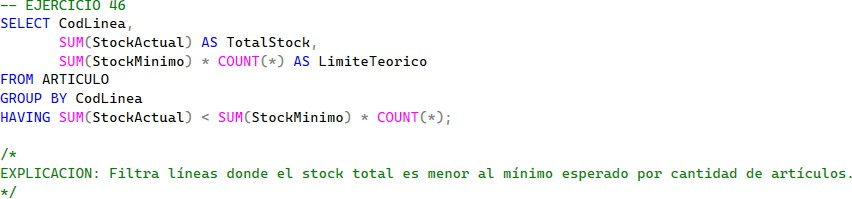 -- EJERCICIO 46
SELECT CodLinea,
       SUM(StockActual) AS TotalStock,
       SUM(StockMinimo) * COUNT(*) AS LimiteTeorico
FROM ARTICULO
GROUP BY CodLinea
HAVING SUM(StockActual) < SUM(StockMinimo) * COUNT(*);

/*
EXPLICACION: Filtra líneas donde el stock total es menor al mínimo esperado por cantidad de artículos.
*/